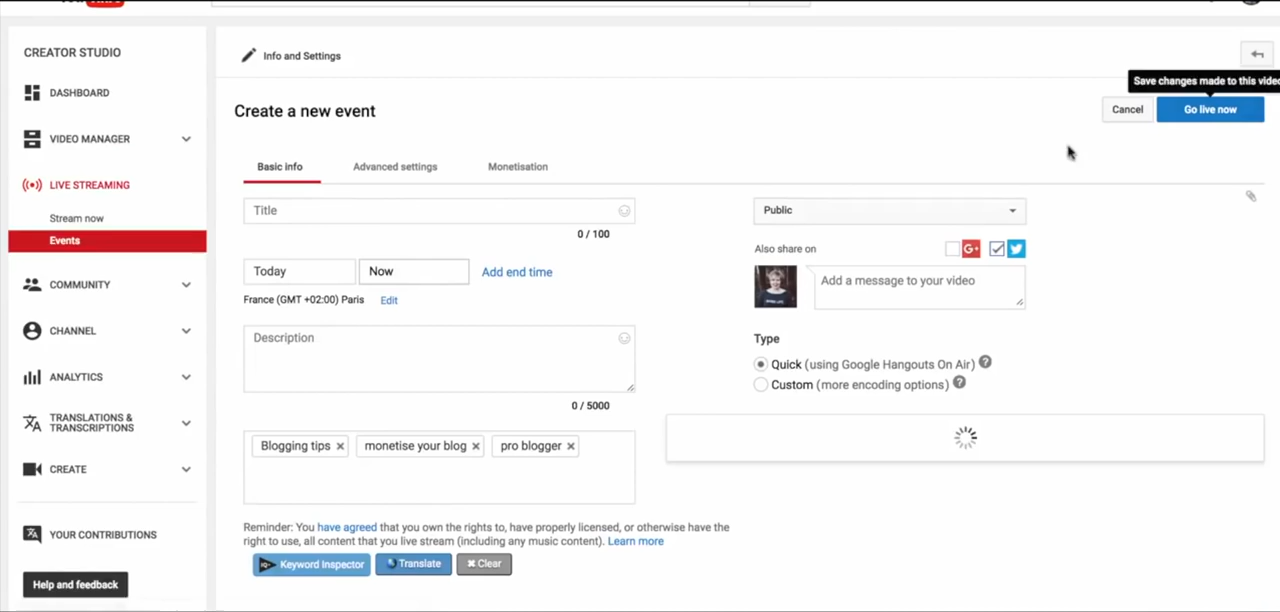 CREATOR STUDIO
DASHBOARD
VIDEO MANAGER
LIVE STREAMING
Stream now
Events
COMMUNITY
CHANNEL
ANALYTICS
TRANSLATIONS &
TRANSCRIPTIONS
CREATE
YOUR CONTRIBUTIONS
Help and feedback
Info and Settings
Save changes made to this video
Create a new event
Cancel
Go live now
Basic info
Advanced settings
Monetisation
Title
0 / 100
Today
Now
Add end time
France (GMT +02:00) Paris
Edit
Description
0 / 5000
Blogging tips ×
monetise your blog ×
pro blogger ×
Reminder: You have agreed that you own the rights to, have properly licensed, or otherwise have the
right to use, all content that you live stream (including any music content). Learn more
Keyword Inspector
Translate
✖ Clear
Public
Also share on
G+
Add a message to your video
Type
Quick (using Google Hangouts On Air) ?
Custom (more encoding options) ?